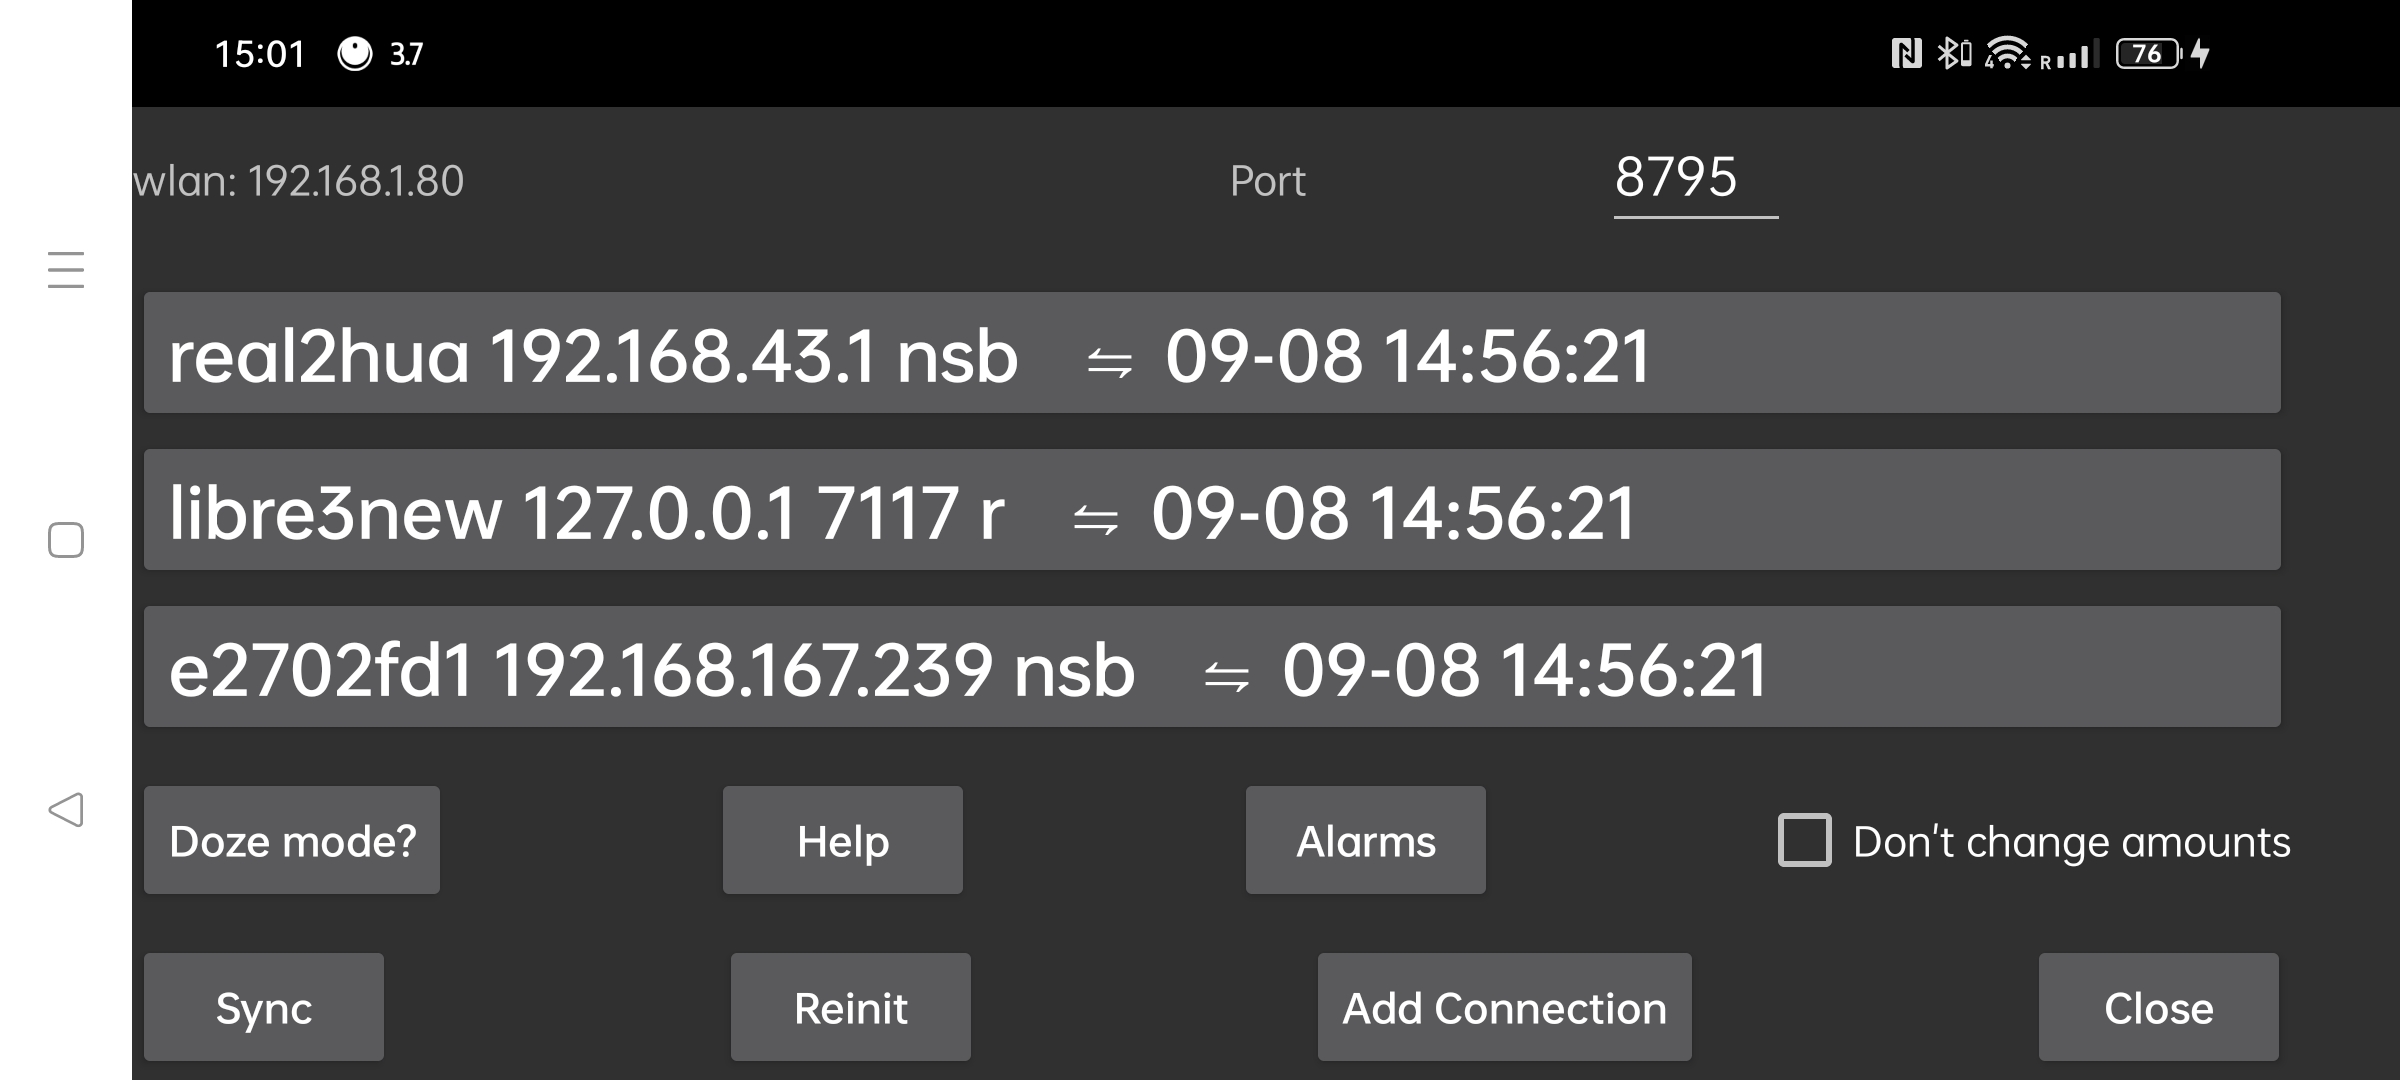 15:01 3.7 4 R 76
wlan: 192.168.1.80 Port 8795
real2hua 192.168.43.1 nsb ⇋ 09-08 14:56:21
libre3new 127.0.0.1 7117 r ⇋ 09-08 14:56:21
e2702fd1 192.168.167.239 nsb ⇋ 09-08 14:56:21
Doze mode? Help Alarms Don't change amounts
Sync Reinit Add Connection Close